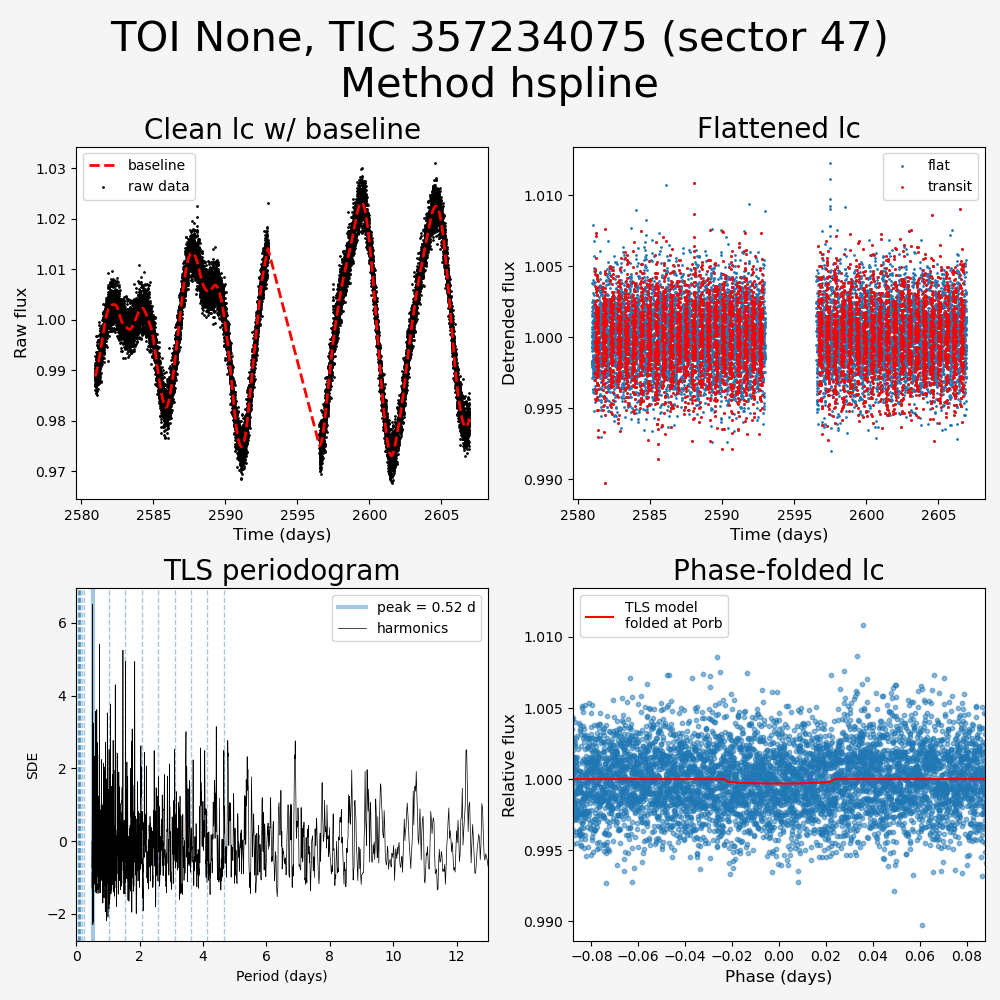 TOI None, TIC 357234075 (sector 47)
Method hspline
Clean lc w/ baseline
baseline
raw data
1.03
1.02
1.01
1.00
0.99
0.98
0.97
Raw flux
2580
2585
2590
2595
2600
2605
Time (days)
Flattened lc
flat
transit
1.010
1.005
1.000
0.995
0.990
Detrended flux
2580
2585
2590
2595
2600
2605
Time (days)
TLS periodogram
peak = 0.52 d
harmonics
6
4
2
0
−2
SDE
0
2
4
6
8
10
12
Period (days)
Phase-folded lc
TLS model
folded at Porb
1.010
1.005
1.000
0.995
0.990
Relative flux
−0.08
−0.06
−0.04
−0.02
0.00
0.02
0.04
0.06
0.08
Phase (days)